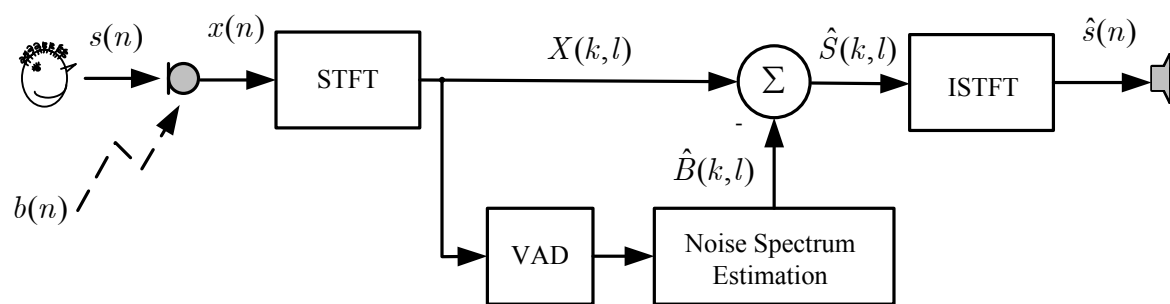 s(n)
x(n)
b(n)
STFT
X(k,l)
Σ
-
Ŝ(k,l)
ISTFT
ŝ(n)
B̂(k,l)
VAD
Noise Spectrum
Estimation